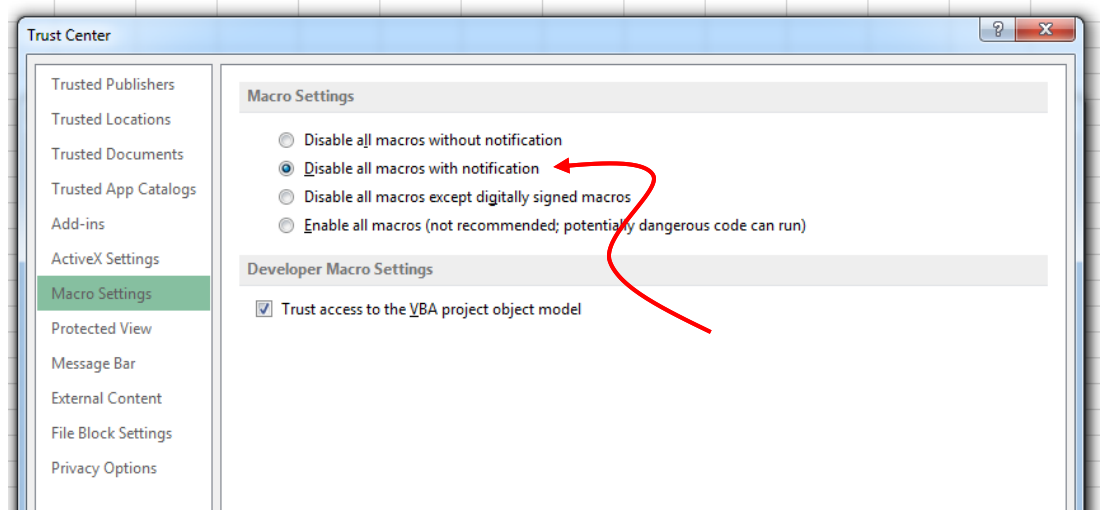 Trust Center
?
X
Trusted Publishers
Trusted Locations
Trusted Documents
Trusted App Catalogs
Add-ins
ActiveX Settings
Macro Settings
Protected View
Message Bar
External Content
File Block Settings
Privacy Options
Macro Settings
Disable all macros without notification
Disable all macros with notification
Disable all macros except digitally signed macros
Enable all macros (not recommended; potentially dangerous code can run)
Developer Macro Settings
Trust access to the VBA project object model